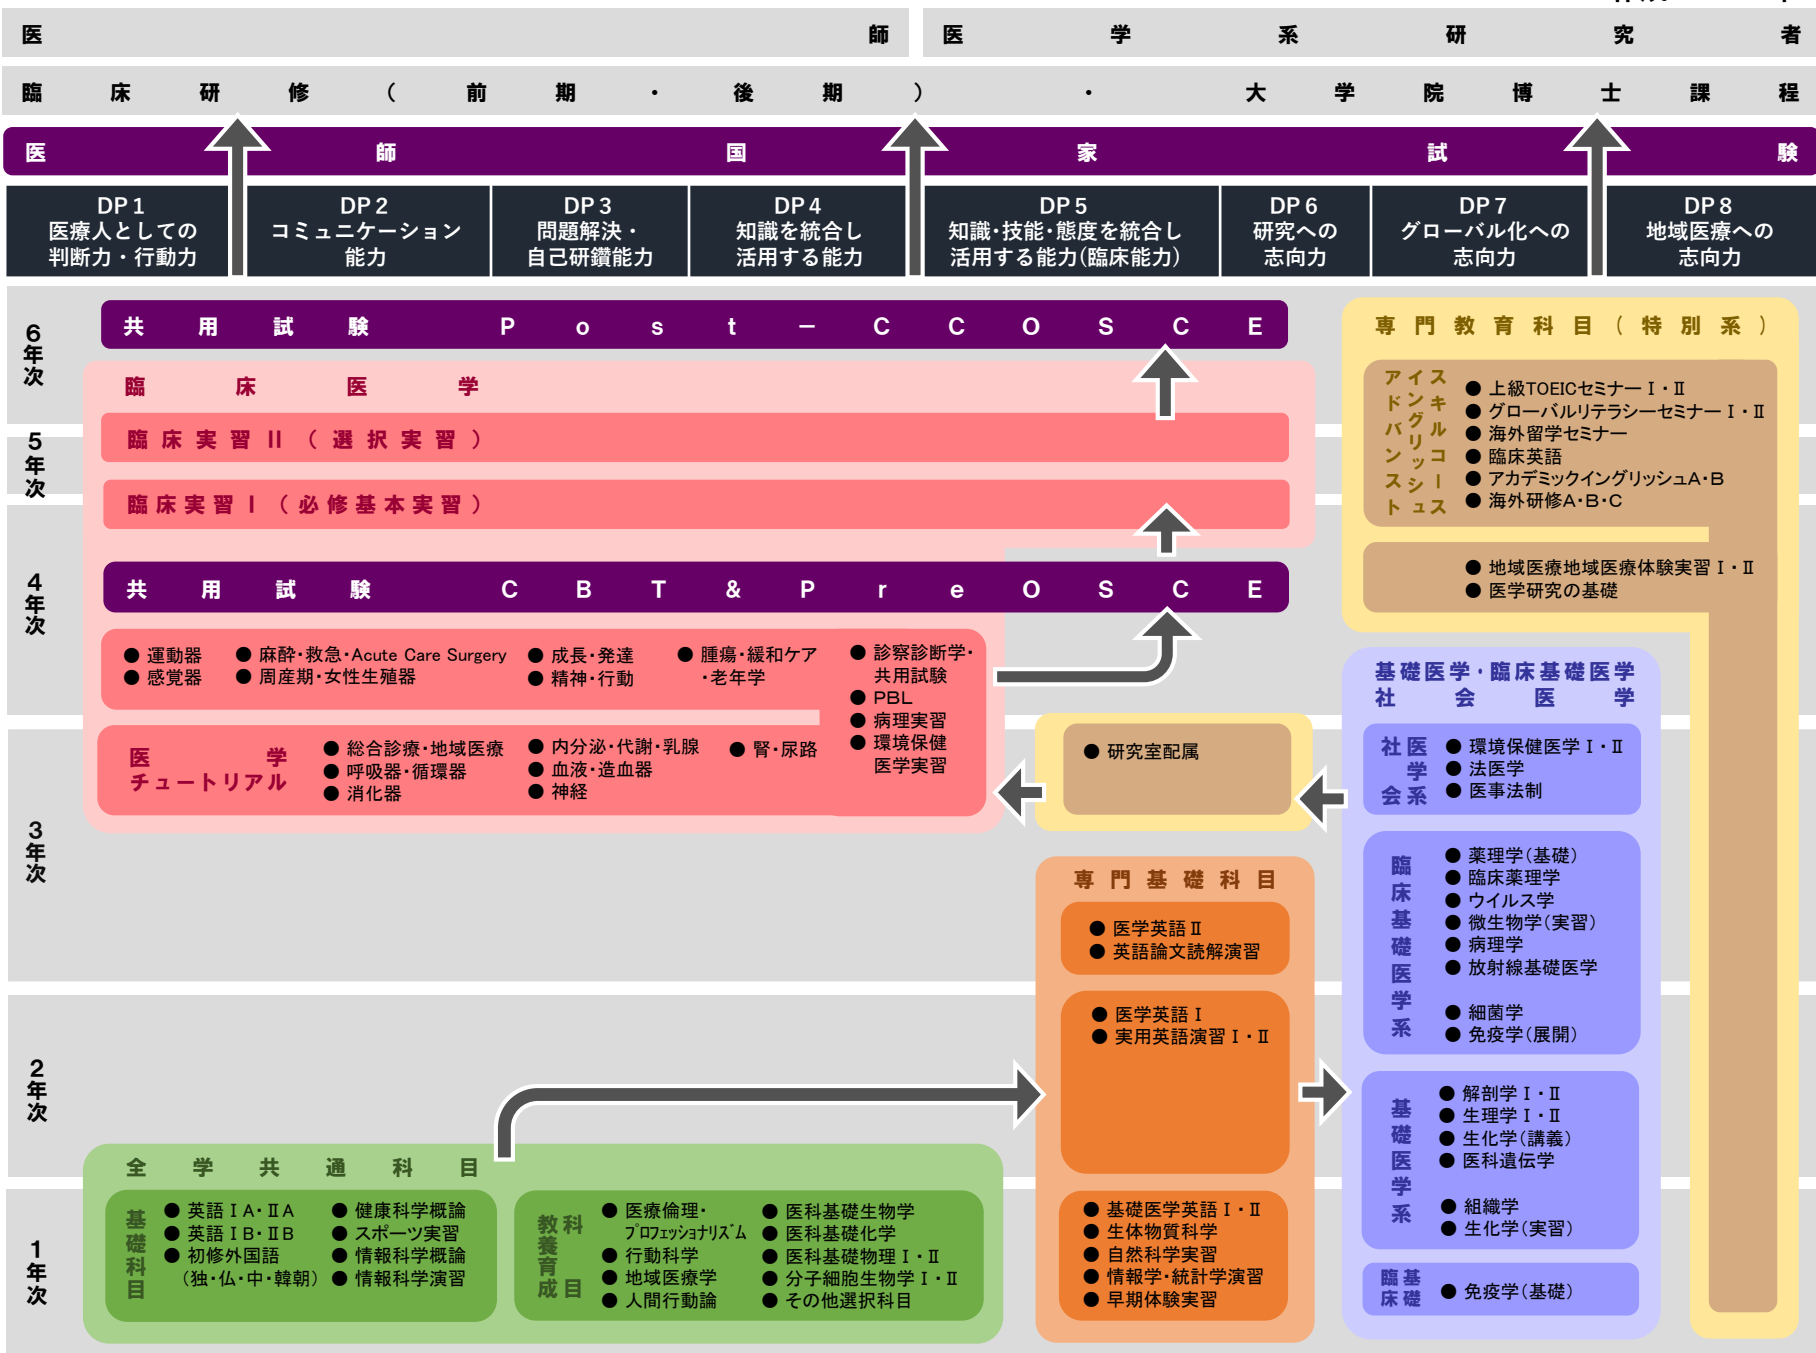 医師
医学系研究者
臨床研修(前期・後期)・大学院博士課程
医師国家試験
DP1
医療人としての
判断力・行動力
DP2
コミュニケーション
能力
DP3
問題解決・
自己研鑽能力
DP4
知識を統合し
活用する能力
DP5
知識・技能・態度を統合し
活用する能力(臨床能力)
DP6
研究への
志向力
DP7
グローバル化への
志向力
DP8
地域医療への
志向力
6年次
共用試験 Post-CCOSCE
臨床医学
臨床実習II(選択実習)
5年次
臨床実習I(必修基本実習)
4年次
共用試験 CBT&PreOSCE
● 運動器
● 感覚器
● 麻酔・救急・Acute Care Surgery
● 周産期・女性生殖器
● 成長・発達
● 精神・行動
● 腫瘍・緩和ケア
・老年学
● 診察診断学・
共用試験
● PBL
● 病理実習
● 環境保健
医学実習
医学
チュートリアル
● 総合診療・地域医療
● 呼吸器・循環器
● 消化器
● 内分泌・代謝・乳腺
● 血液・造血器
● 神経
● 腎・尿路
3年次
● 研究室配属
専門教育科目(特別系)
アドバンスト
イングリッシュ
スキルコース
● 上級TOEICセミナーⅠ・Ⅱ
● グローバルリテラシーセミナーⅠ・Ⅱ
● 海外留学セミナー
● 臨床英語
● アカデミックイングリッシュA・B
● 海外研修A・B・C
● 地域医療地域医療体験実習Ⅰ・Ⅱ
● 医学研究の基礎
基礎医学・臨床基礎医学
社会医学
社会
医学系
● 環境保健医学Ⅰ・Ⅱ
● 法医学
● 医事法制
臨床基礎医学系
● 薬理学(基礎)
● 臨床薬理学
● ウイルス学
● 微生物学(実習)
● 病理学
● 放射線基礎医学
● 細菌学
● 免疫学(展開)
基礎医学系
● 解剖学Ⅰ・Ⅱ
● 生理学Ⅰ・Ⅱ
● 生化学(講義)
● 医科遺伝学
● 組織学
● 生化学(実習)
臨床
基礎
● 免疫学(基礎)
専門基礎科目
● 医学英語Ⅱ
● 英語論文読解演習
● 医学英語Ⅰ
● 実用英語演習Ⅰ・Ⅱ
● 基礎医学英語Ⅰ・Ⅱ
● 生体物質科学
● 自然科学実習
● 情報学・統計学演習
● 早期体験実習
2年次
全学共通科目
1年次
基礎科目
● 英語ⅠA・ⅡA
● 英語ⅠB・ⅡB
● 初修外国語
(独・仏・中・韓朝)
● 健康科学概論
● スポーツ実習
● 情報科学概論
● 情報科学演習
教養育成
科目
● 医療倫理・
プロフェッショナリズム
● 行動科学
● 地域医療学
● 人間行動論
● 医科基礎生物学
● 医科基礎化学
● 医科基礎物理Ⅰ・Ⅱ
● 分子細胞生物学Ⅰ・Ⅱ
● その他選択科目